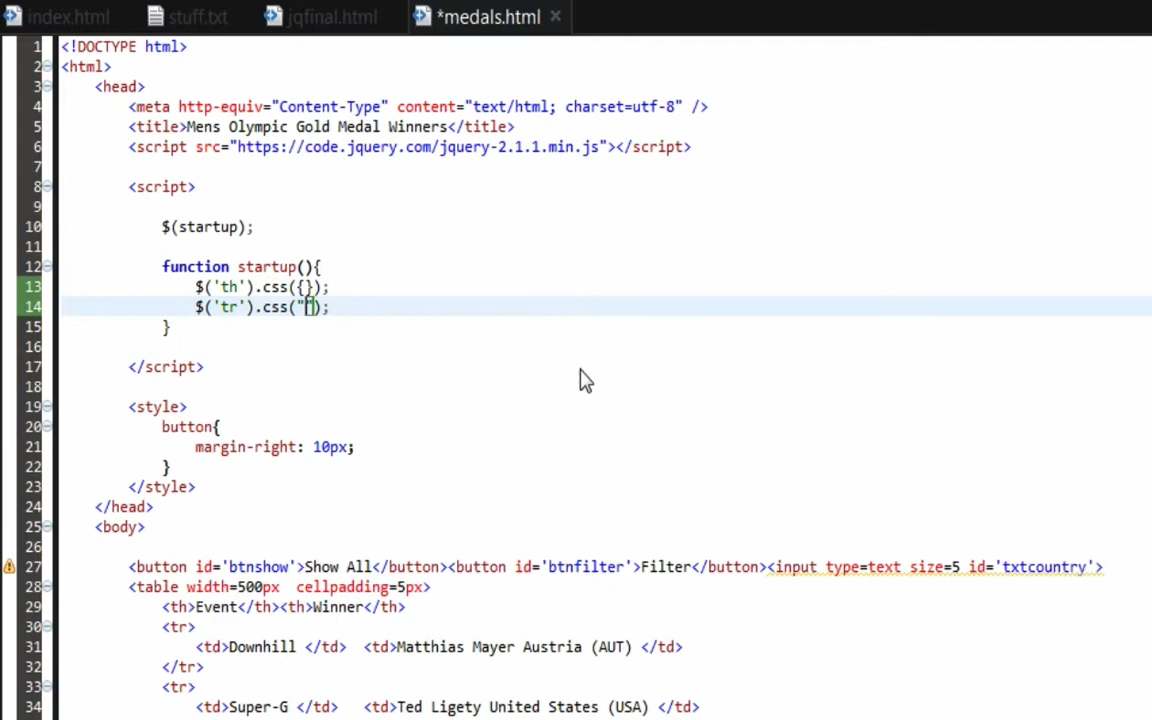 index.html stuff.txt jqfinal.html *medals.html
1 <!DOCTYPE html>
2 <html>
3 <head>
4 <meta http-equiv="Content-Type" content="text/html; charset=utf-8" />
5 <title>Mens Olympic Gold Medal Winners</title>
6 <script src="https://code.jquery.com/jquery-2.1.1.min.js"></script>
7
8 <script>
9
10 $(startup);
11
12 function startup(){
13 $('th').css({});
14 $('tr').css("");
15 }
16
17 </script>
18
19 <style>
20 button{
21 margin-right: 10px;
22 }
23 </style>
24 </head>
25 <body>
26
27 <button id='btnshow'>Show All</button><button id='btnfilter'>Filter</button><input type=text size=5 id='txtcountry'>
28 <table width=500px cellpadding=5px>
29 <th>Event</th><th>Winner</th>
30 <tr>
31 <td>Downhill </td> <td>Matthias Mayer Austria (AUT) </td>
32 </tr>
33 <tr>
34 <td>Super-G </td> <td>Ted Ligety United States (USA) </td>